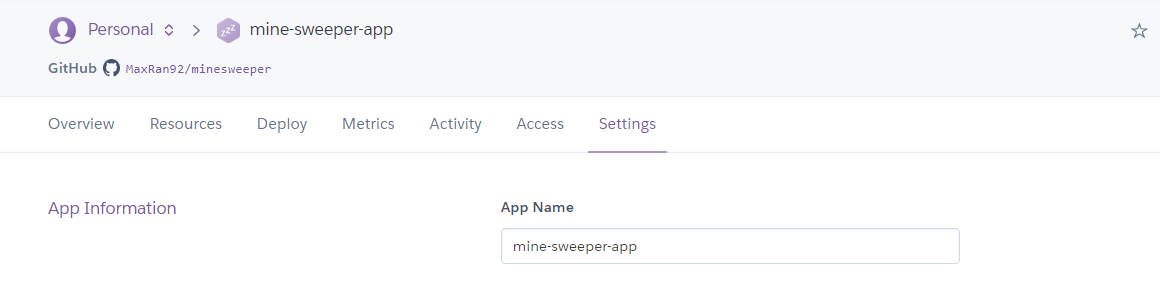 Personal mine-sweeper-app
GitHub MaxRan92/minesweeper
Overview Resources Deploy Metrics Activity Access Settings
App Information App Name
mine-sweeper-app